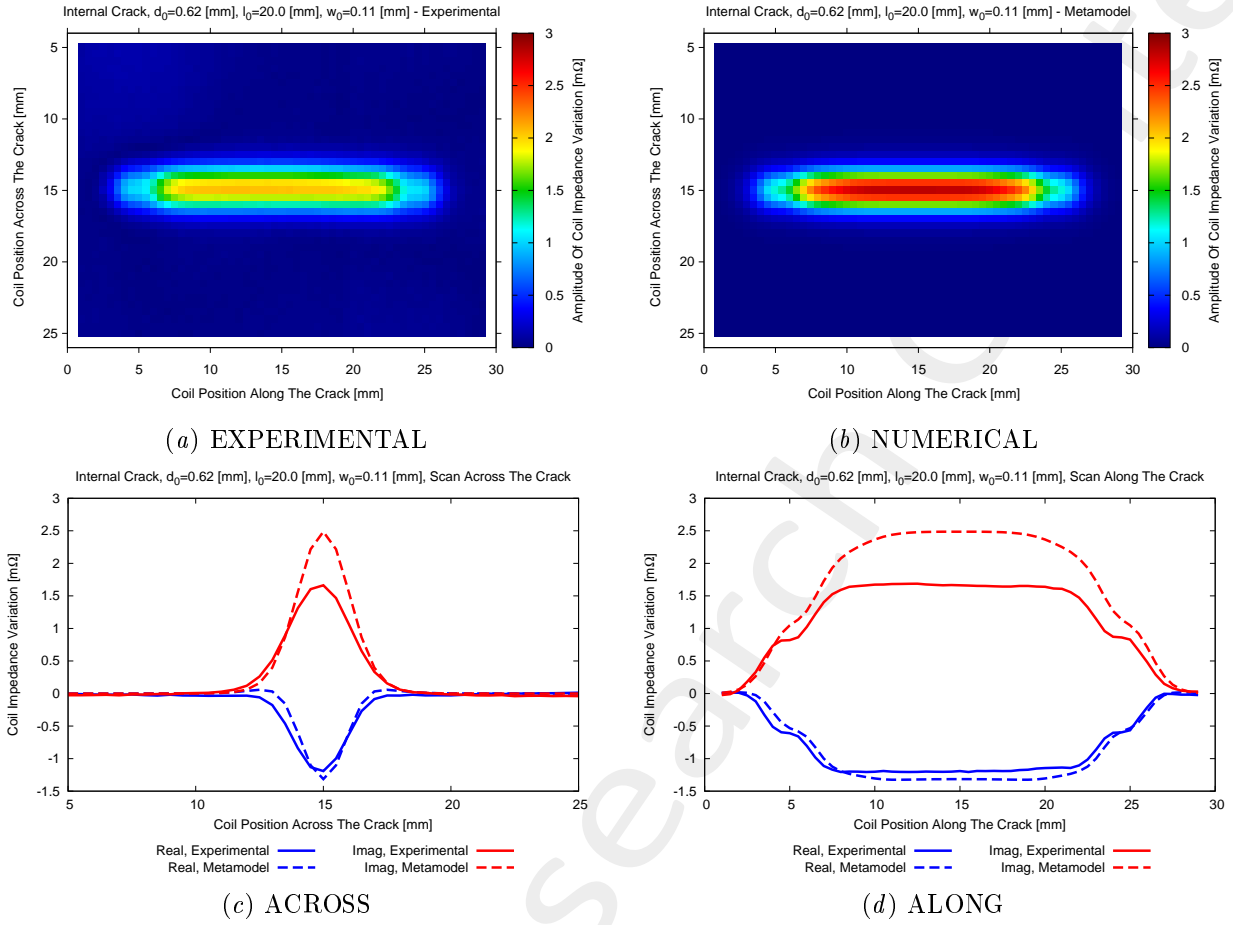 Internal Crack, d0=0.62 [mm], l0=20.0 [mm], w0=0.11 mm] - Experimental
5
10
15
20
25
0 5 10 15 20 25 30
Coil Position Across The Crack [mm]
Coil Position Along The Crack [mm]
0
0.5
1
1.5
2
2.5
3
Amplitude Of Coil Impedance Variation [mΩ]
(a) EXPERIMENTAL
Internal Crack, d0=0.62 [mm], l0=20.0 [mm], w0=0.11 mm] - Metamodel
5
10
15
20
25
0 5 10 15 20 25 30
Coil Position Across The Crack [mm]
Coil Position Along The Crack [mm]
0
0.5
1
1.5
2
2.5
3
Amplitude Of Coil Impedance Variation [mΩ]
(b) NUMERICAL
Internal Crack, d0=0.62 [mm], l0=20.0 [mm], w0=0.11 [mm], Scan Across The Crack
3
2.5
2
1.5
1
0.5
0
-0.5
-1
-1.5
5 10 15 20 25
Coil Impedance Variation [mΩ]
Coil Position Across The Crack [mm]
Real, Experimental
Real, Metamodel
Imag, Experimental
Imag, Metamodel
(c) ACROSS
Internal Crack, d0=0.62 [mm], l0=20.0 [mm], w0=0.11 [mm], Scan Along The Crack
3
2.5
2
1.5
1
0.5
0
-0.5
-1
-1.5
0 5 10 15 20 25 30
Coil Impedance Variation [mΩ]
Coil Position Along The Crack [mm]
Real, Experimental
Real, Metamodel
Imag, Experimental
Imag, Metamodel
(d) ALONG
search